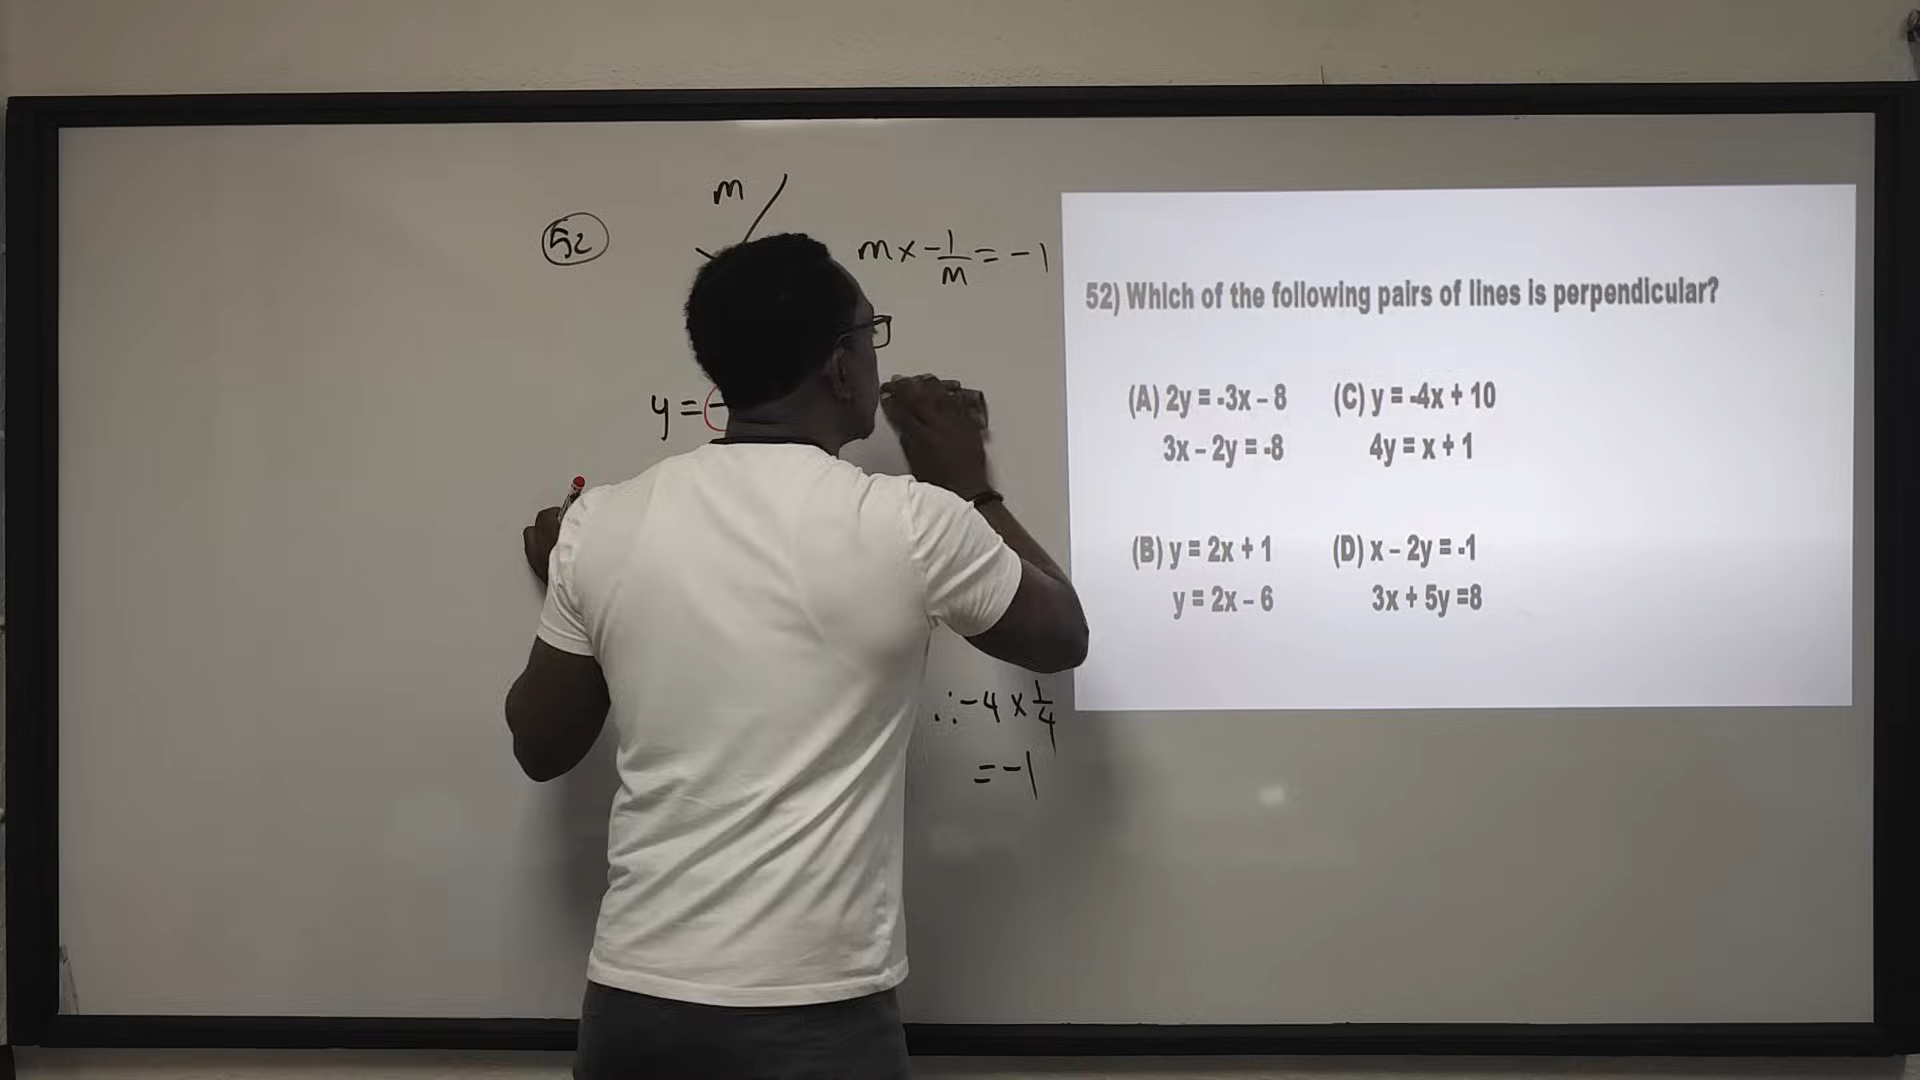 52
m
m x -1/m = -1
y = -
∴ -4 x 1/4
= -1
52) Which of the following pairs of lines is perpendicular?
(A) 2y = -3x – 8
3x – 2y = -8
(C) y = -4x + 10
4y = x + 1
(B) y = 2x + 1
y = 2x – 6
(D) x – 2y = -1
3x + 5y =8